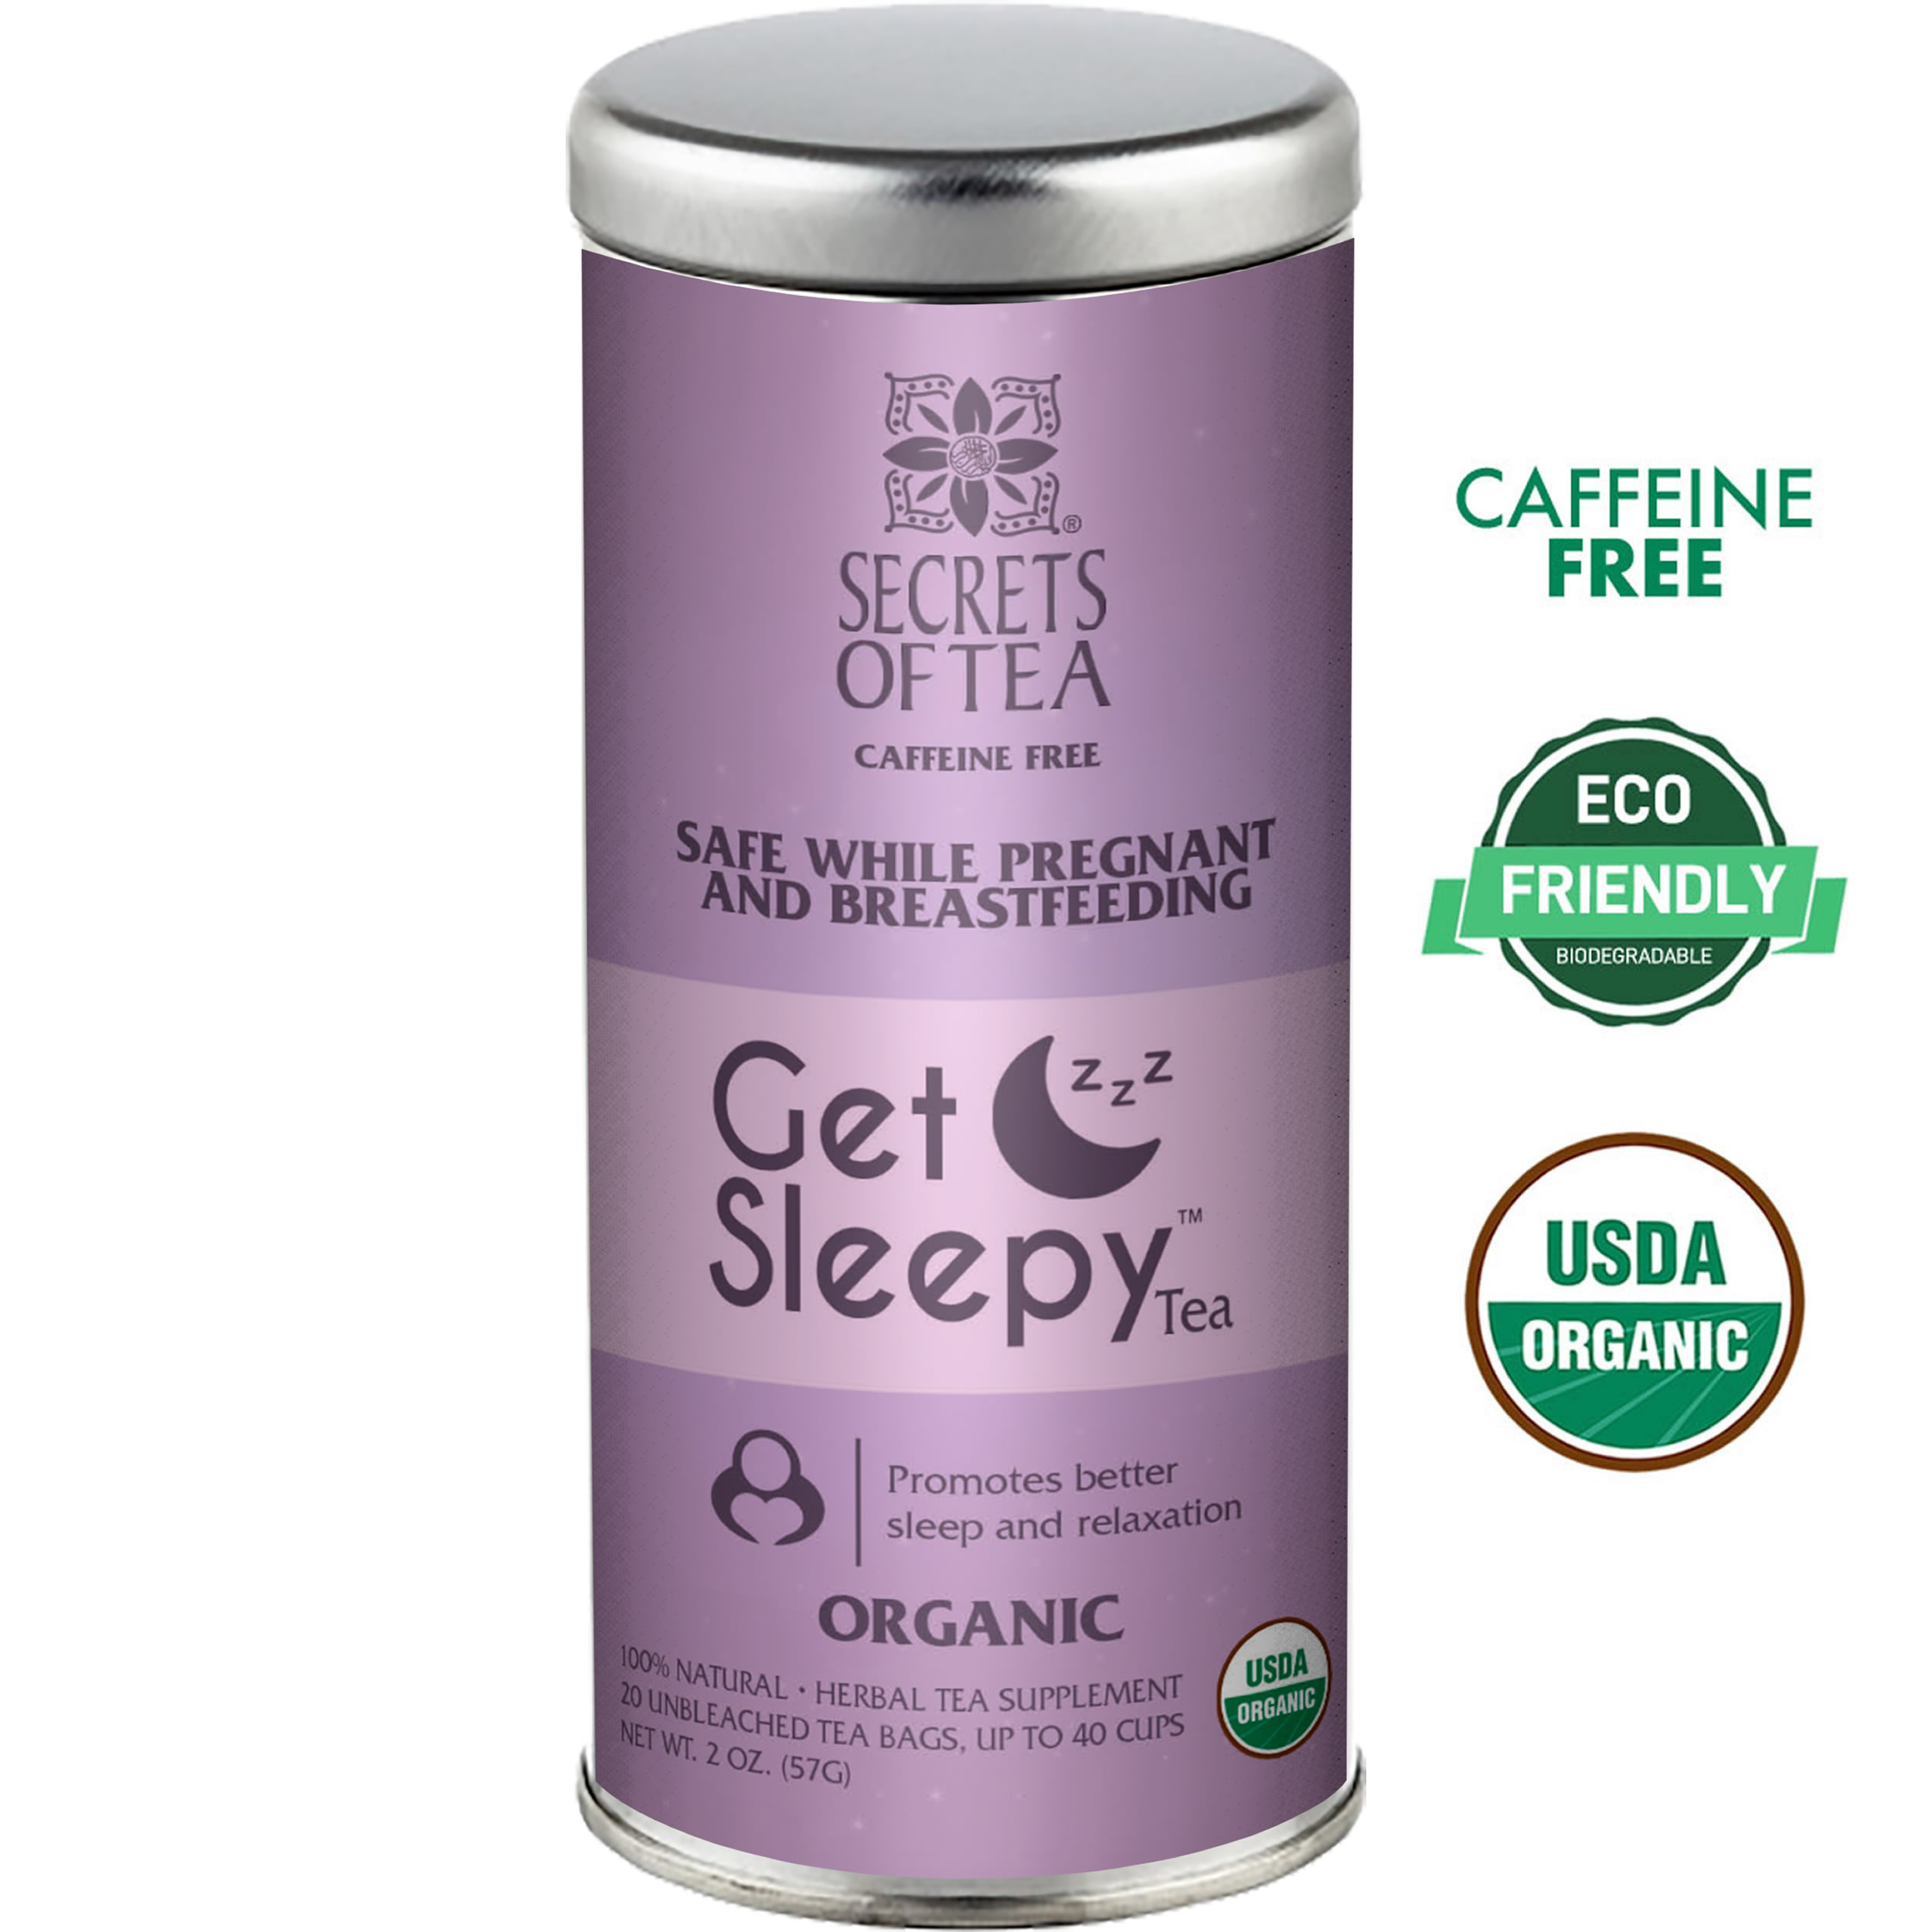 ®
SECRETS
OF TEA
CAFFEINE FREE
SAFE WHILE PREGNANT
AND BREASTFEEDING
Get zzz
Sleepy™
Tea
Promotes better
sleep and relaxation
ORGANIC
100% NATURAL • HERBAL TEA SUPPLEMENT
20 UNBLEACHED TEA BAGS, UP TO 40 CUPS
NET WT. 2 OZ. (57G)
USDA
ORGANIC
CAFFEINE
FREE
ECO
FRIENDLY
BIODEGRADABLE
USDA
ORGANIC